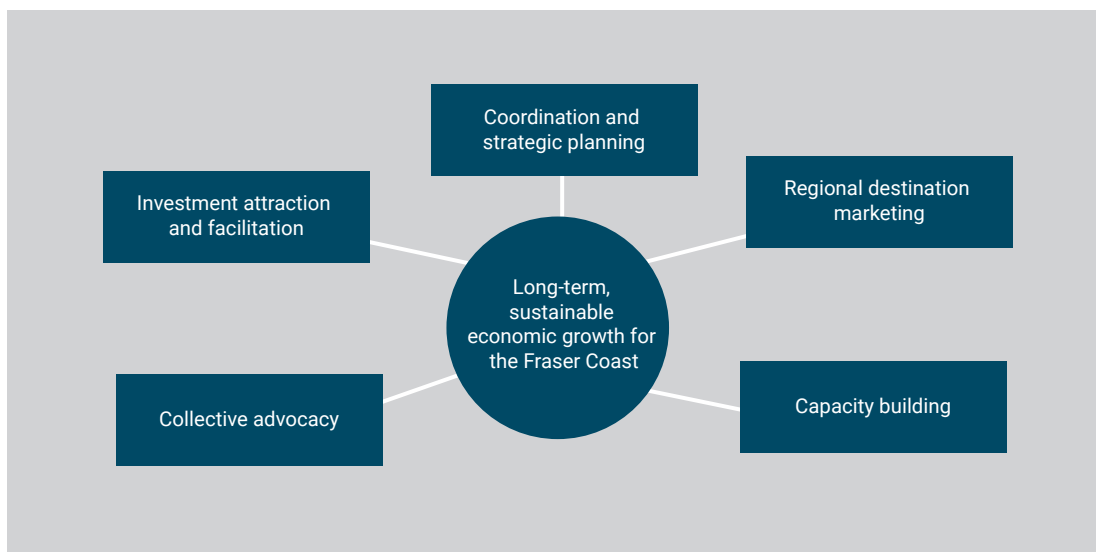 Coordination and
strategic planning
Investment attraction
and facilitation
Regional destination
marketing
Long-term,
sustainable
economic growth for
the Fraser Coast
Collective advocacy
Capacity building